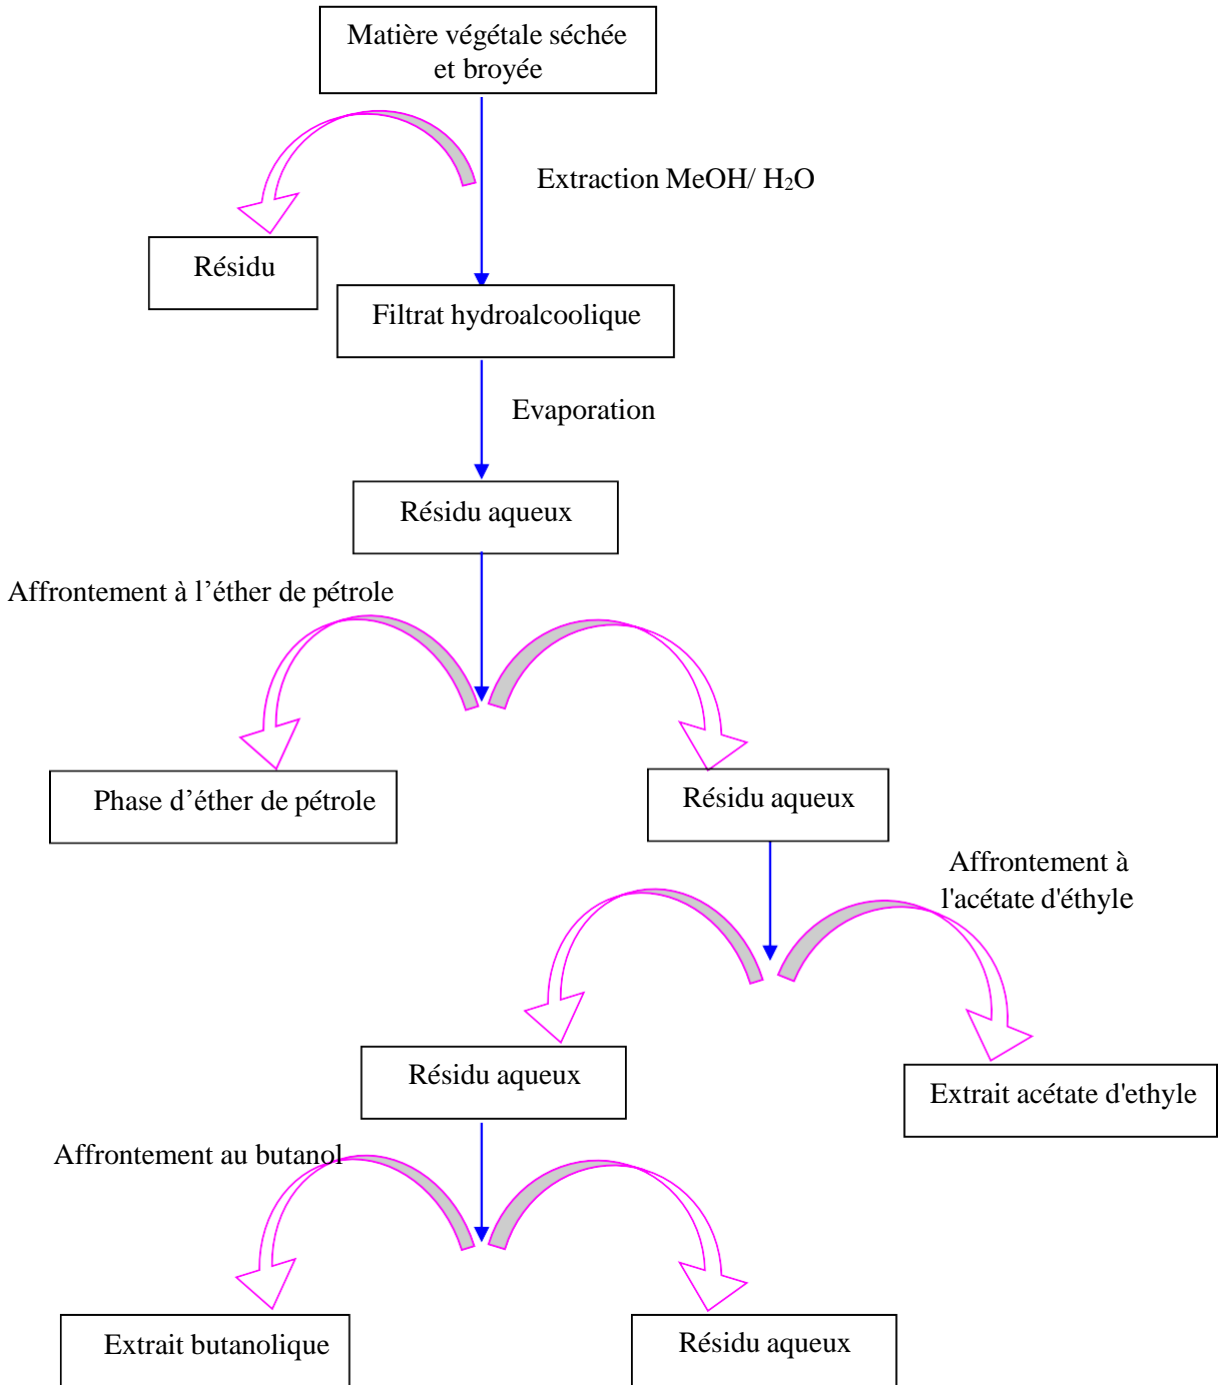 Matière végétale séchée
et broyée
Extraction MeOH/ H₂O
Résidu
Filtrat hydroalcoolique
Evaporation
Résidu aqueux
Affrontement à l’éther de pétrole
Phase d’éther de pétrole
Résidu aqueux
Affrontement à
l'acétate d'éthyle
Résidu aqueux
Extrait acétate d'ethyle
Affrontement au butanol
Extrait butanolique
Résidu aqueux